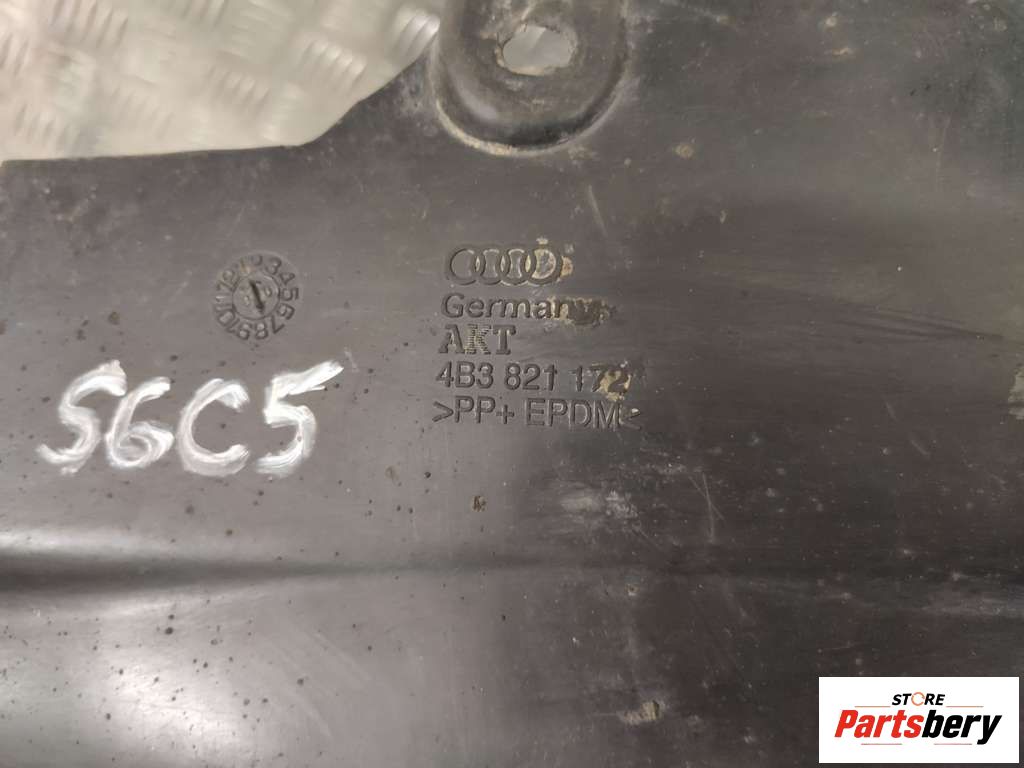 Germany
AKT
4B3 821 172
>PP+ EPDM<
S6C5
STORE
Partsbery